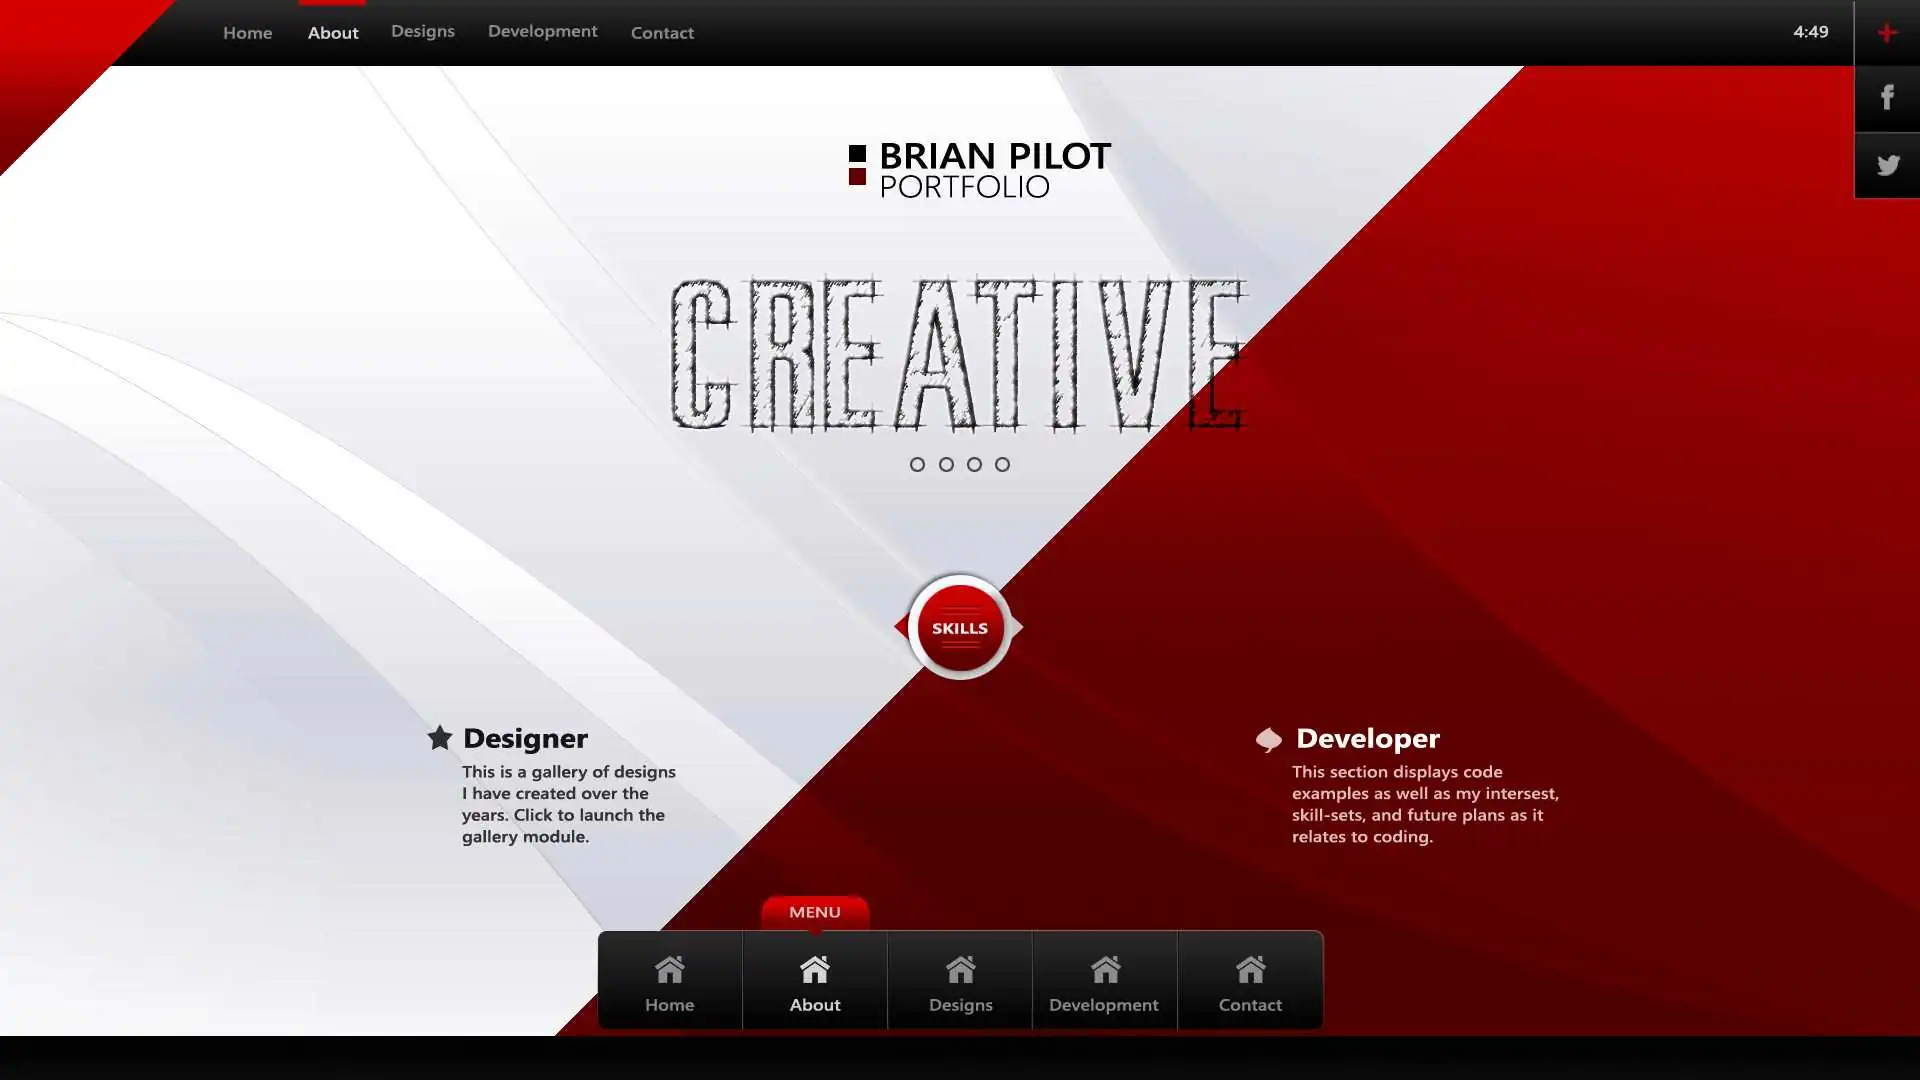 Home
About
Designs
Development
Contact
4:49
BRIAN PILOT
PORTFOLIO
CREATIVE
SKILLS
Designer
This is a gallery of designs
I have created over the
years. Click to launch the
gallery module.
Developer
This section displays code
examples as well as my intersest,
skill-sets, and future plans as it
relates to coding.
MENU
Home
About
Designs
Development
Contact